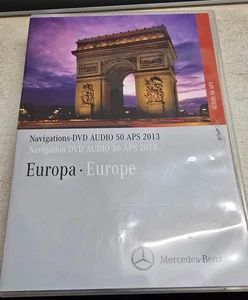 AUDIO 50 APS
Navigations-DVD AUDIO 50 APS 2013
Navigation DVD AUDIO 50 APS 2013
Europa · Europe
Mercedes-Benz